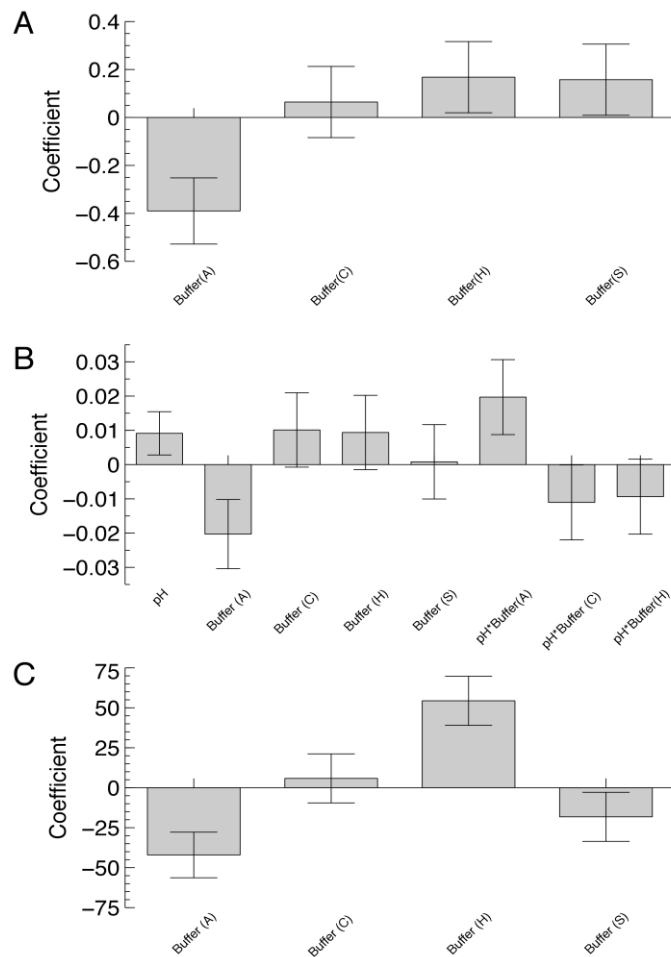 A
Coefficient
0.4
0.2
0
−0.2
−0.4
−0.6
Buffer(A)
Buffer(C)
Buffer(H)
Buffer(S)
B
Coefficient
0.03
0.02
0.01
0
−0.01
−0.02
−0.03
pH
Buffer (A)
Buffer (C)
Buffer (H)
Buffer (S)
pH*Buffer(A)
pH*Buffer (C)
pH*Buffer(H)
C
Coefficient
75
50
25
0
−25
−50
−75
Buffer (A)
Buffer (C)
Buffer (H)
Buffer (S)